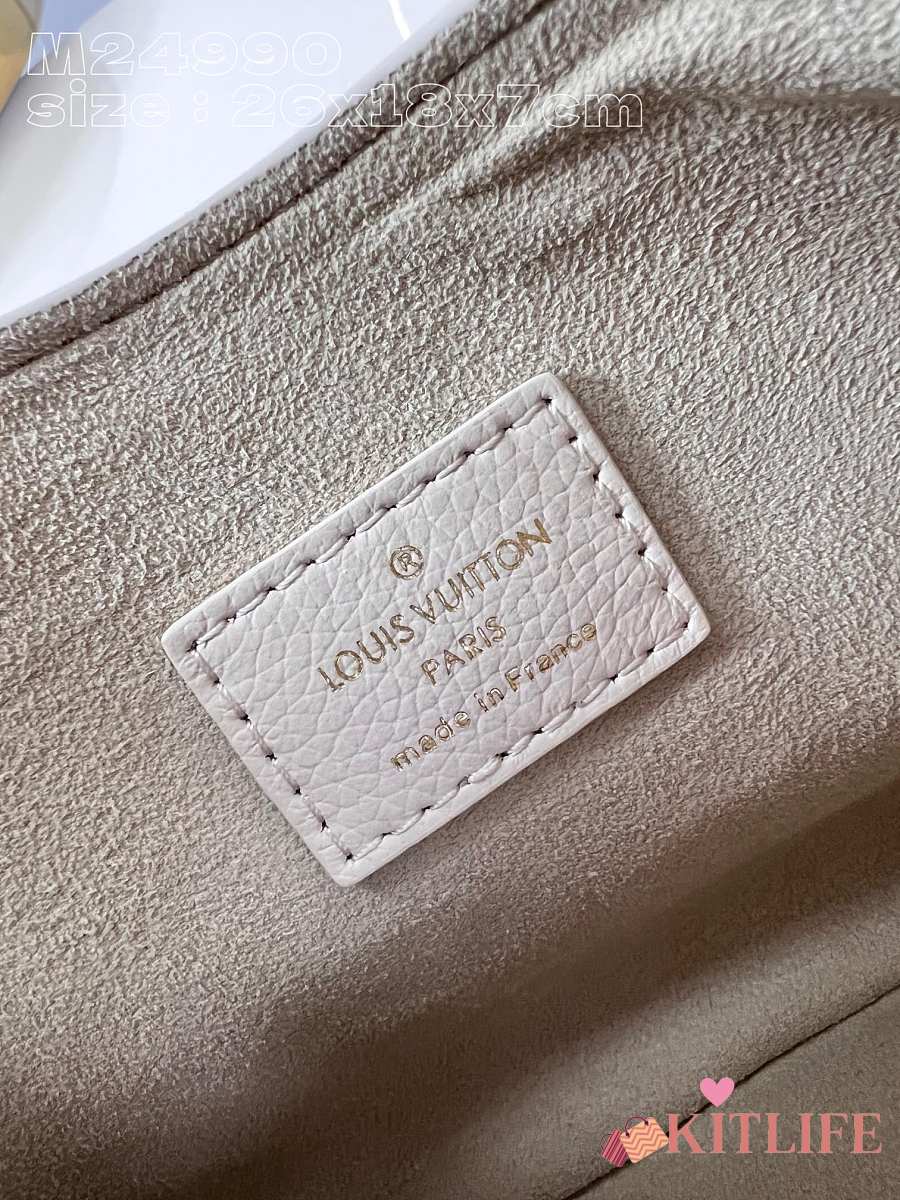 M24990
size : 26x18x7cm
®
LOUIS VUITTON
PARIS
made in France
KITLIFE